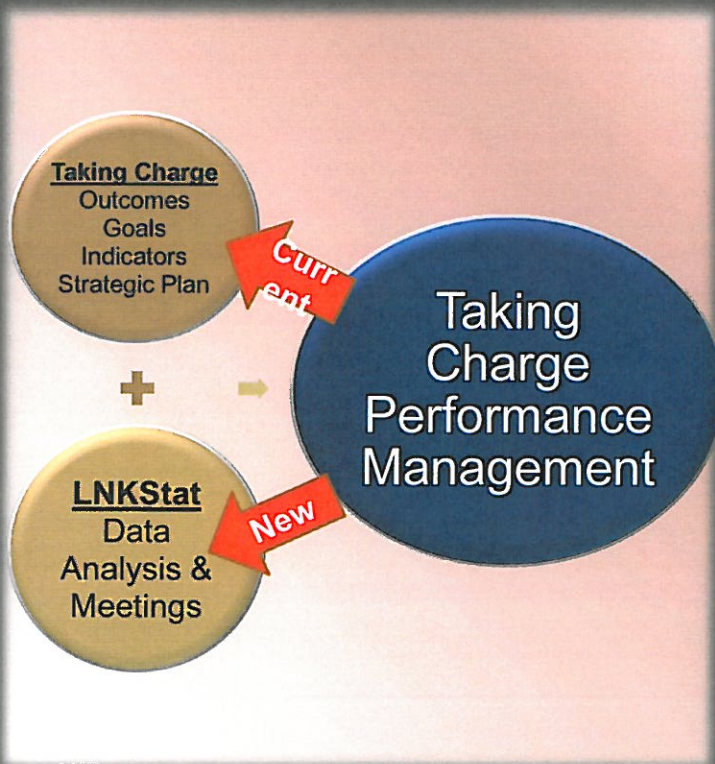 Taking Charge
Outcomes
Goals
Indicators
Strategic Plan
Curr
ent
+
LNKStat
Data
Analysis &
Meetings
New
Taking
Charge
Performance
Management